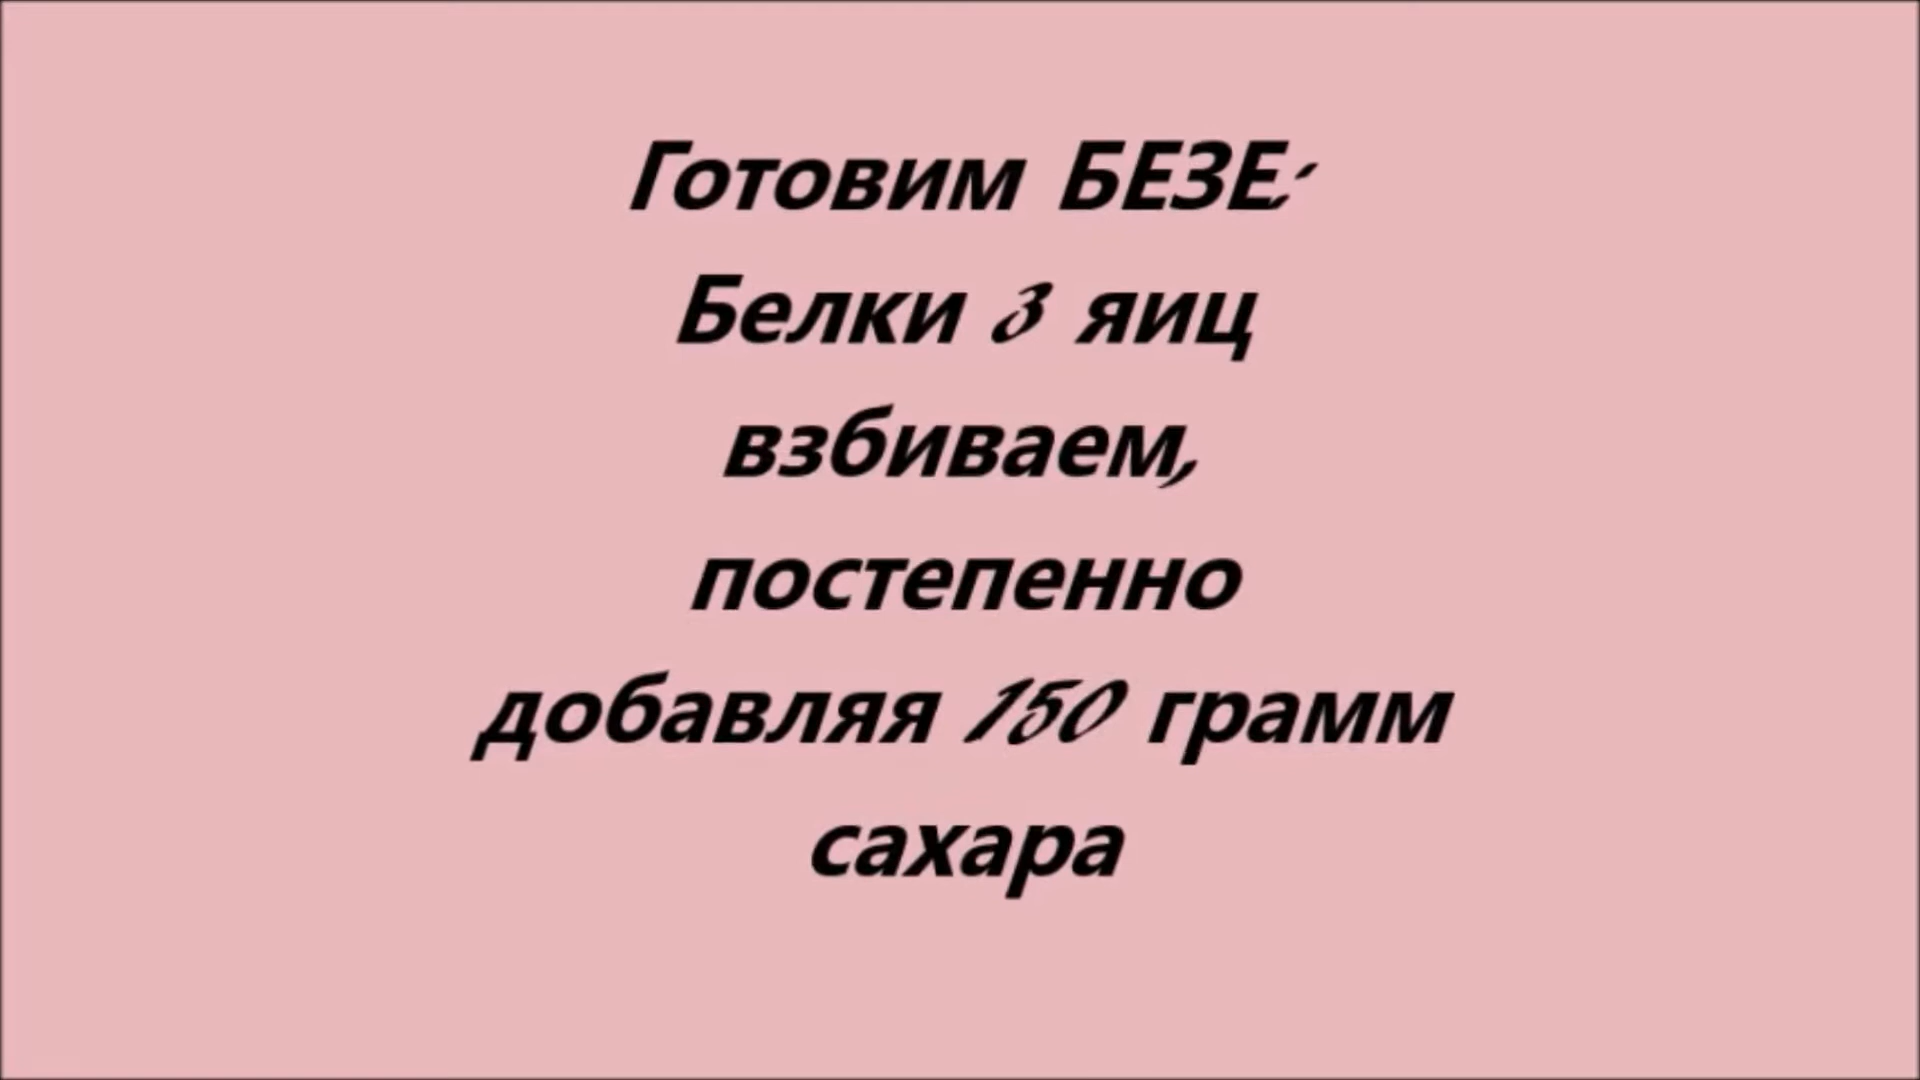 Готовим БЕЗЕ:
Белки 3 яиц
взбиваем,
постепенно
добавляя 150 грамм
сахара